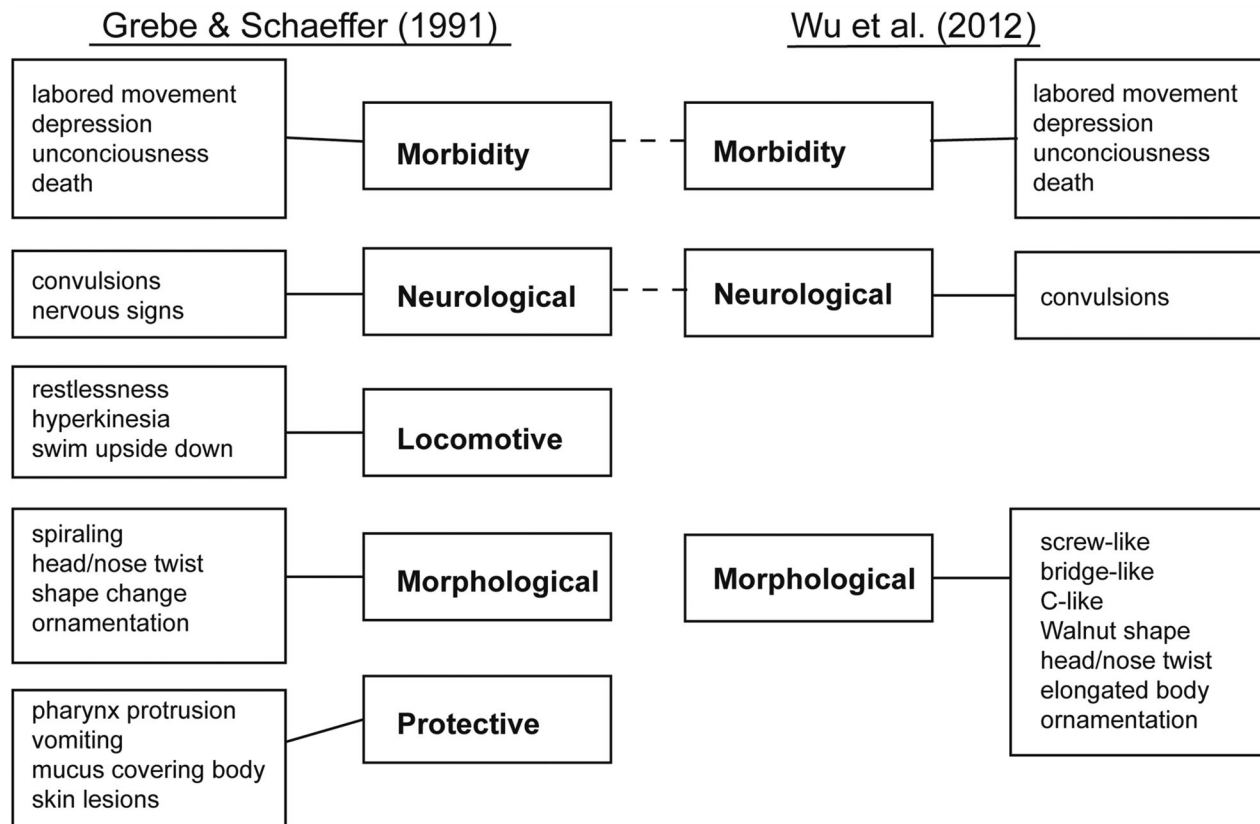 Grebe & Schaeffer (1991)
Wu et al. (2012)
labored movement
depression
unconciousness
death
Morbidity
Morbidity
labored movement
depression
unconciousness
death
convulsions
nervous signs
Neurological
Neurological
convulsions
restlessness
hyperkinesia
swim upside down
Locomotive
spiraling
head/nose twist
shape change
ornamentation
Morphological
Morphological
screw-like
bridge-like
C-like
Walnut shape
head/nose twist
elongated body
ornamentation
pharynx protrusion
vomiting
mucus covering body
skin lesions
Protective